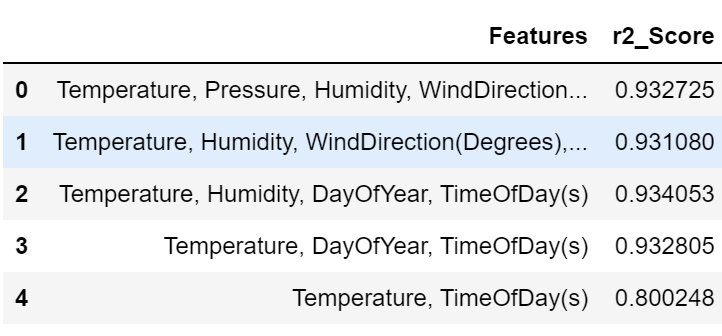 Features r2_Score
0 Temperature, Pressure, Humidity, WindDirection... 0.932725
1 Temperature, Humidity, WindDirection(Degrees),... 0.931080
2 Temperature, Humidity, DayOfYear, TimeOfDay(s) 0.934053
3 Temperature, DayOfYear, TimeOfDay(s) 0.932805
4 Temperature, TimeOfDay(s) 0.800248